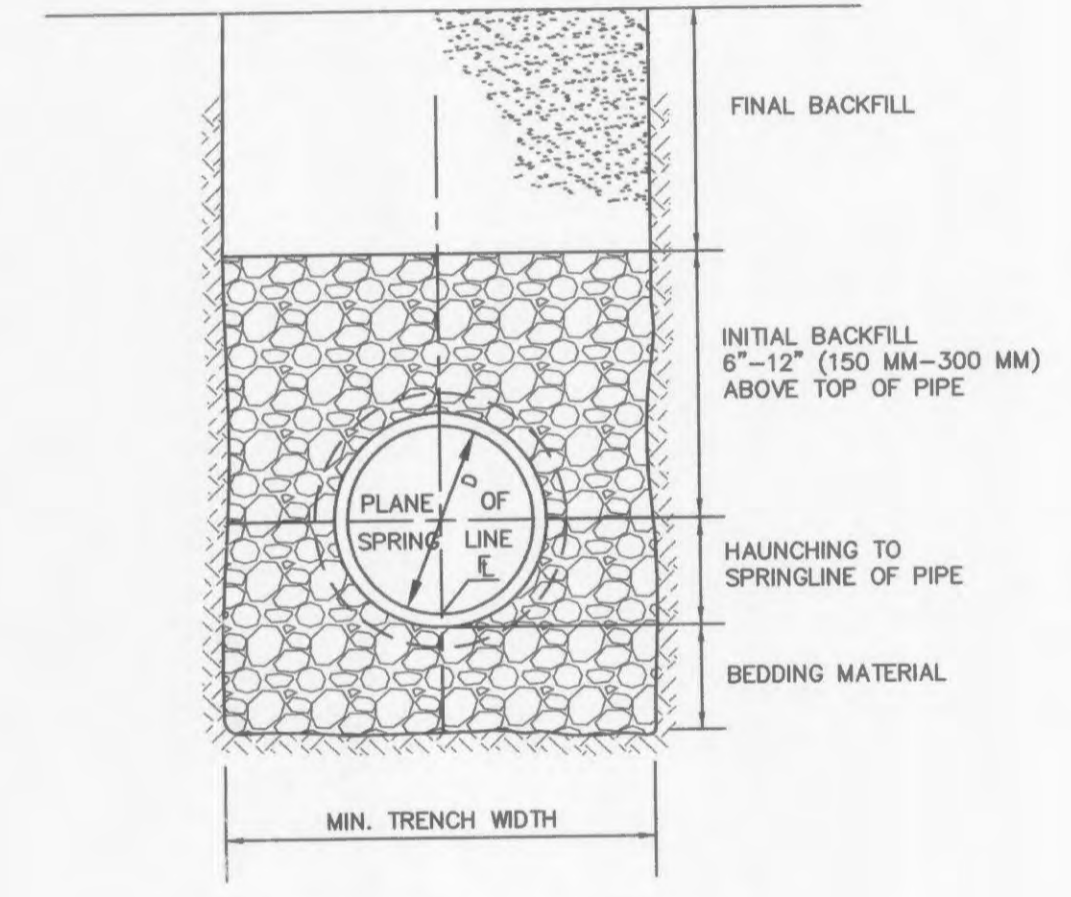 FINAL BACKFILL
INITIAL BACKFILL
6"-12" (150 MM-300 MM)
ABOVE TOP OF PIPE
D
PLANE OF
SPRING LINE
HAUNCHING TO
SPRINGLINE OF PIPE
BEDDING MATERIAL
MIN. TRENCH WIDTH